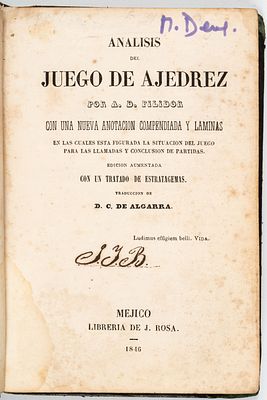 ANALISIS
DEL
JUEGO DE AJEDREZ
POR A. D. FILIDOR
CON UNA NUEVA ANOTACION COMPENDIADA Y LAMINAS
EN LAS CUALES ESTA FIGURADA LA SITUACION DEL JUEGO
PARA LAS LLAMADAS Y CONCLUSION DE PARTIDAS.
EDICION AUMENTADA
CON UN TRATADO DE ESTRATAGEMAS.
TRADUCCION DE
D. C. DE ALGARRA.
Ludimus effigiem belli. VIDA.
MEJICO
LIBRERIA DE J. ROSA.
1846